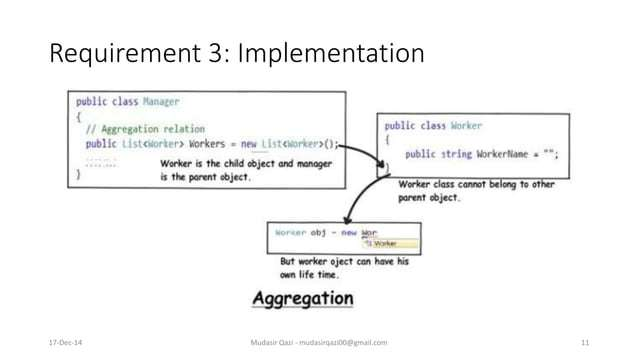 Requirement 3: Implementation
public class Manager
{
// Aggregation relation
public List<Worker> Workers = new List<Worker>();
Worker is the child object and manager
is the parent object.
}
public class Worker
{
public string WorkerName = "";
}
Worker class cannot belong to other
parent object.
Worker obj = new Wor
Worker
But worker oject can have his
own life time.
Aggregation
17-Dec-14
Mudasir Qazi - mudasirqazi00@gmail.com
11